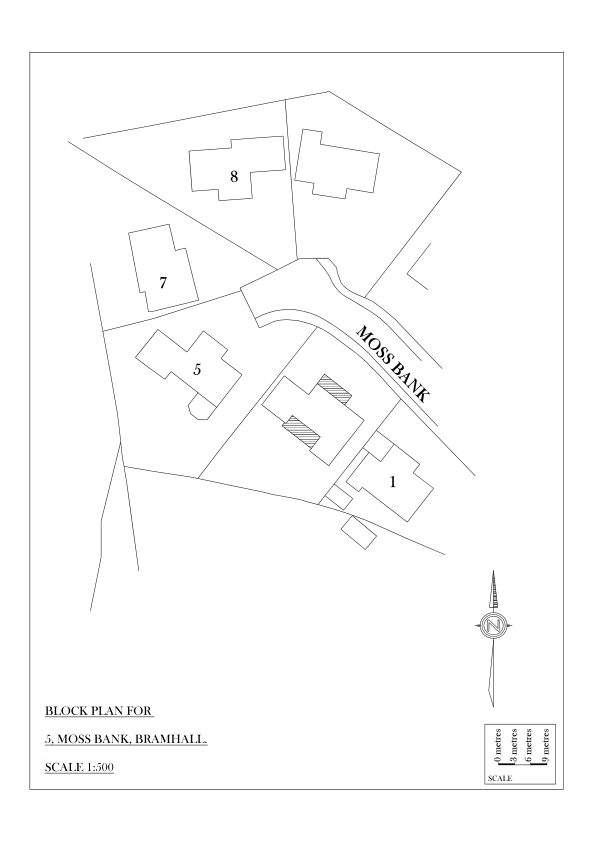 8
7
5
MOSS BANK
1
N
BLOCK PLAN FOR
5, MOSS BANK, BRAMHALL.
SCALE 1:500
0 metres
3 metres
6 metres
9 metres
SCALE